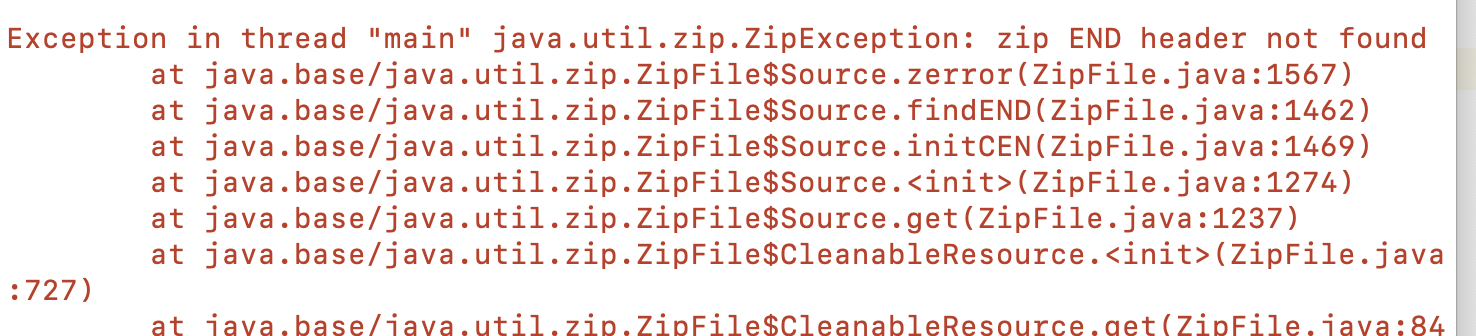 Exception in thread "main" java.util.zip.ZipException: zip END header not found
at java.base/java.util.zip.ZipFile$Source.zerror(ZipFile.java:1567)
at java.base/java.util.zip.ZipFile$Source.findEND(ZipFile.java:1462)
at java.base/java.util.zip.ZipFile$Source.initCEN(ZipFile.java:1469)
at java.base/java.util.zip.ZipFile$Source.<init>(ZipFile.java:1274)
at java.base/java.util.zip.ZipFile$Source.get(ZipFile.java:1237)
at java.base/java.util.zip.ZipFile$CleanableResource.<init>(ZipFile.java
:727)
at java.base/java.util.zip.ZipFile$CleanableResource.get(ZipFile.java:84